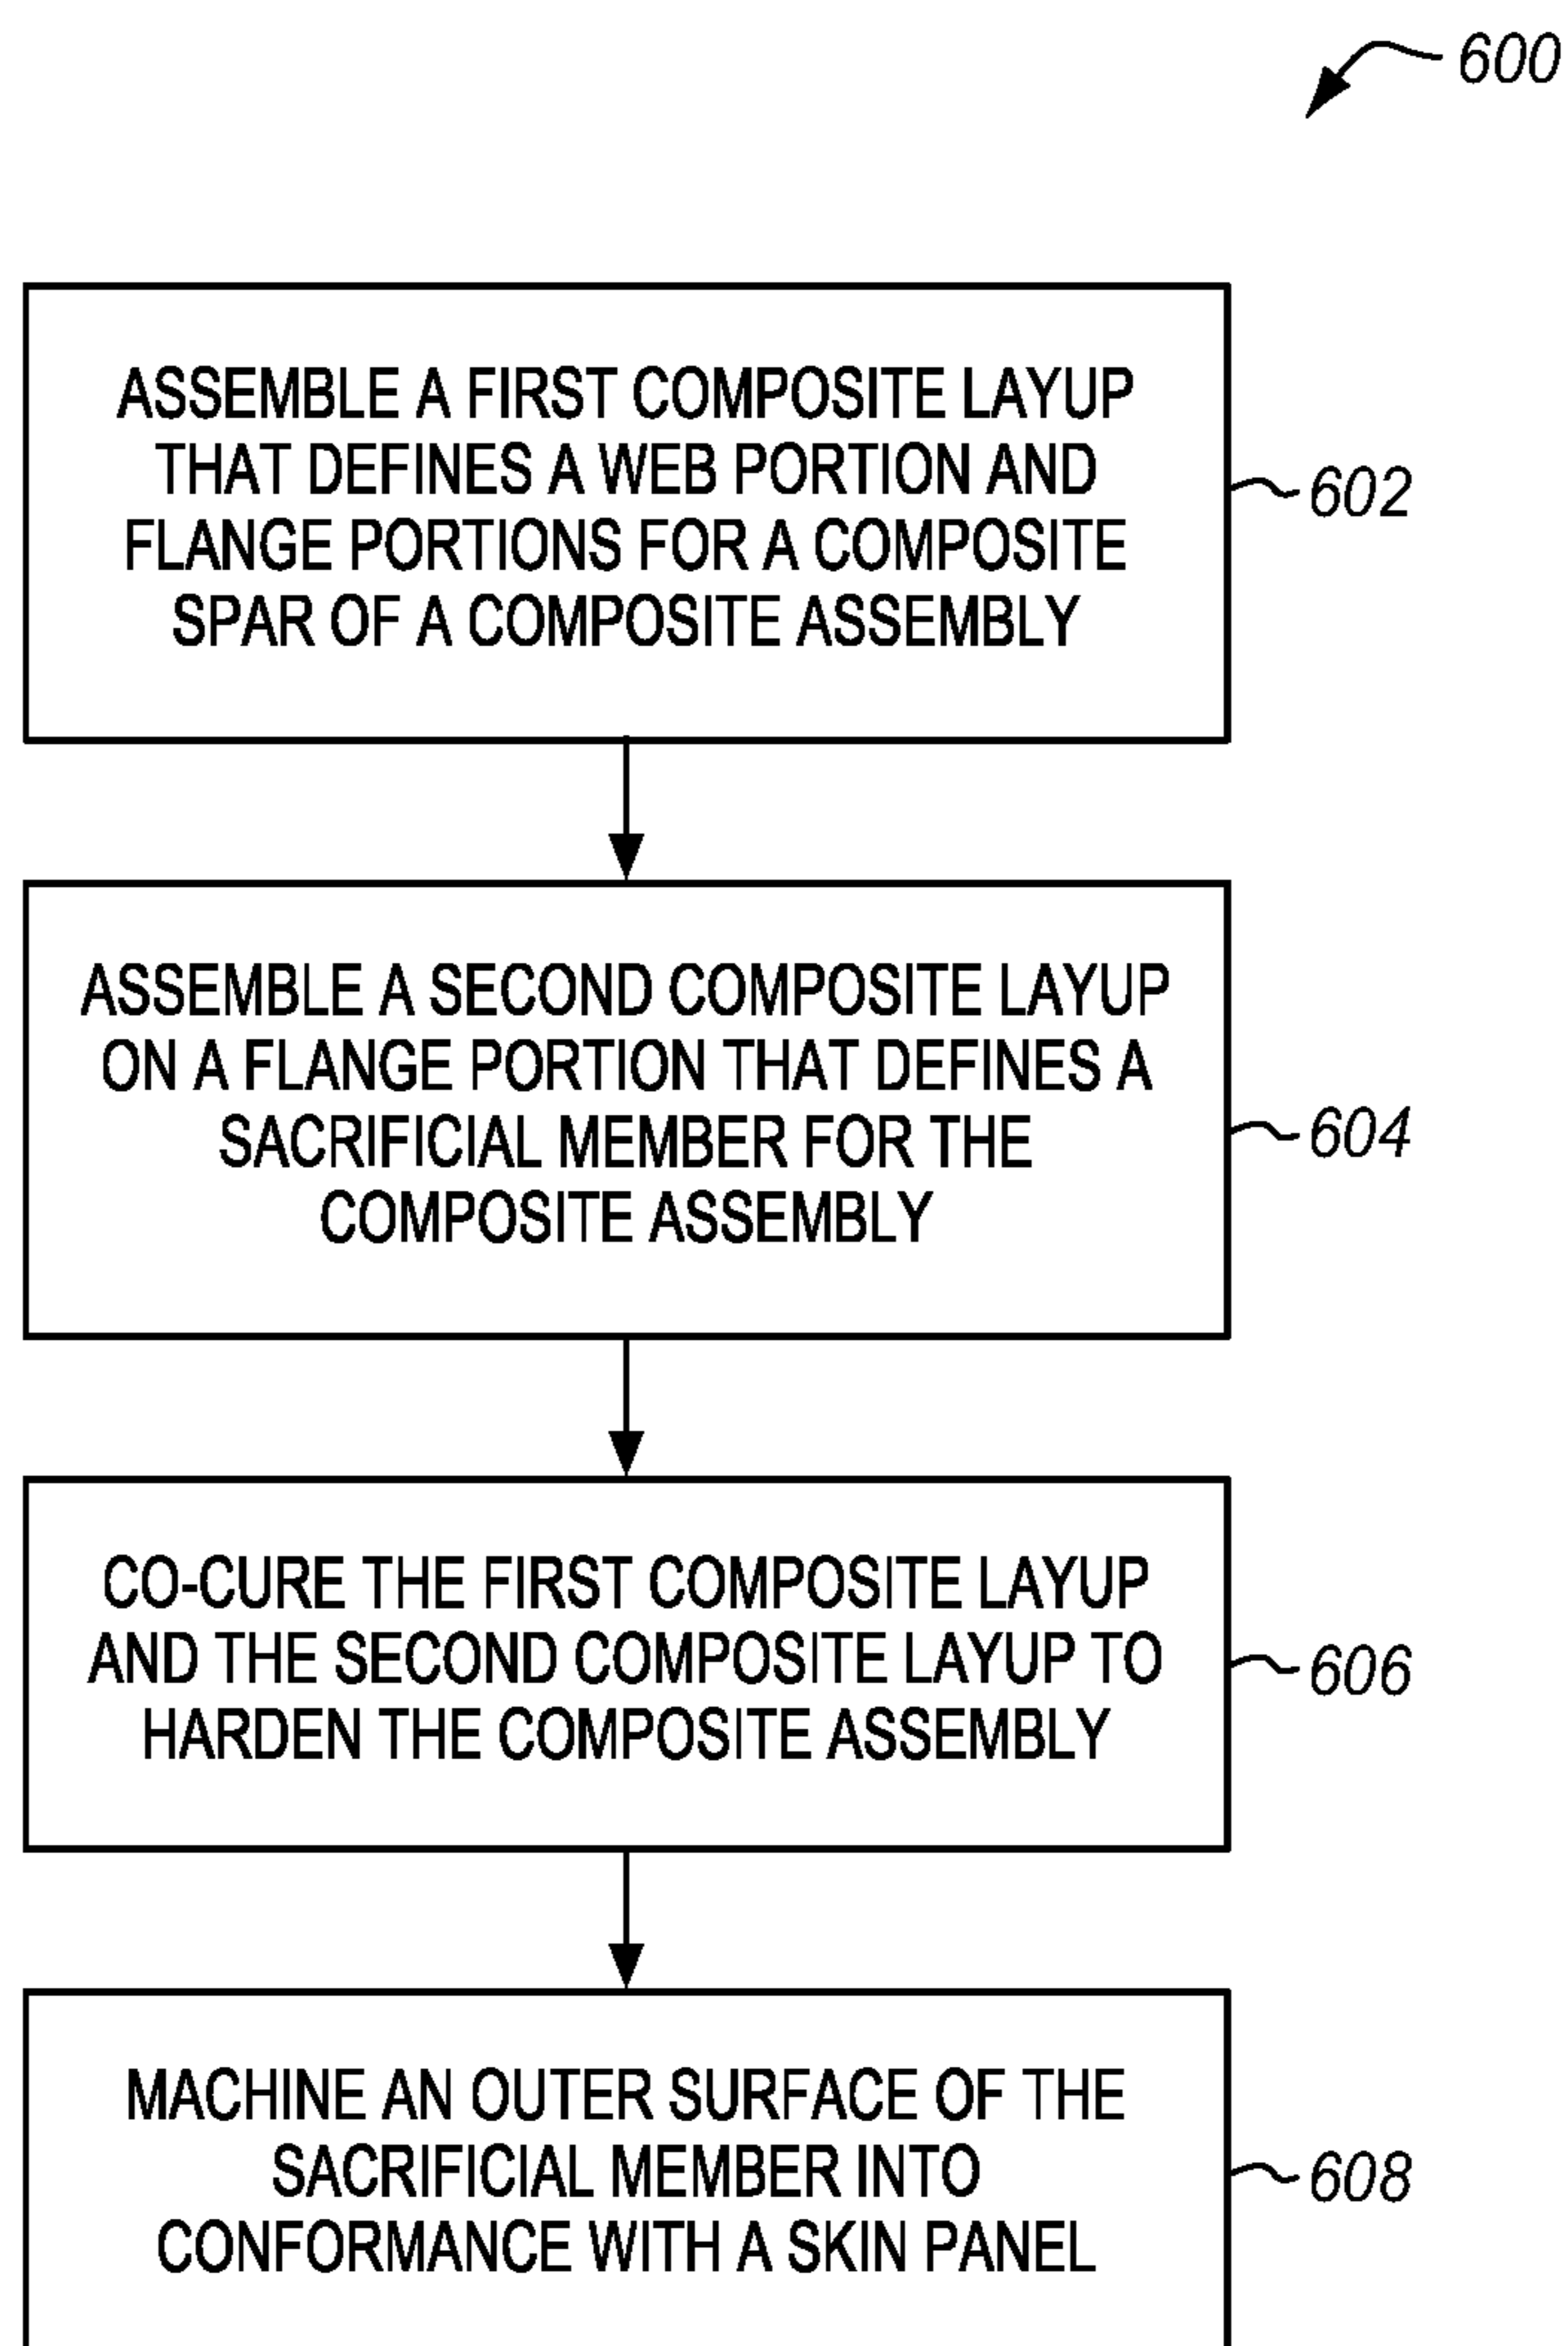 600
ASSEMBLE A FIRST COMPOSITE LAYUP
THAT DEFINES A WEB PORTION AND
FLANGE PORTIONS FOR A COMPOSITE
SPAR OF A COMPOSITE ASSEMBLY
602
ASSEMBLE A SECOND COMPOSITE LAYUP
ON A FLANGE PORTION THAT DEFINES A
SACRIFICIAL MEMBER FOR THE
COMPOSITE ASSEMBLY
604
CO-CURE THE FIRST COMPOSITE LAYUP
AND THE SECOND COMPOSITE LAYUP TO
HARDEN THE COMPOSITE ASSEMBLY
606
MACHINE AN OUTER SURFACE OF THE
SACRIFICIAL MEMBER INTO
CONFORMANCE WITH A SKIN PANEL
608